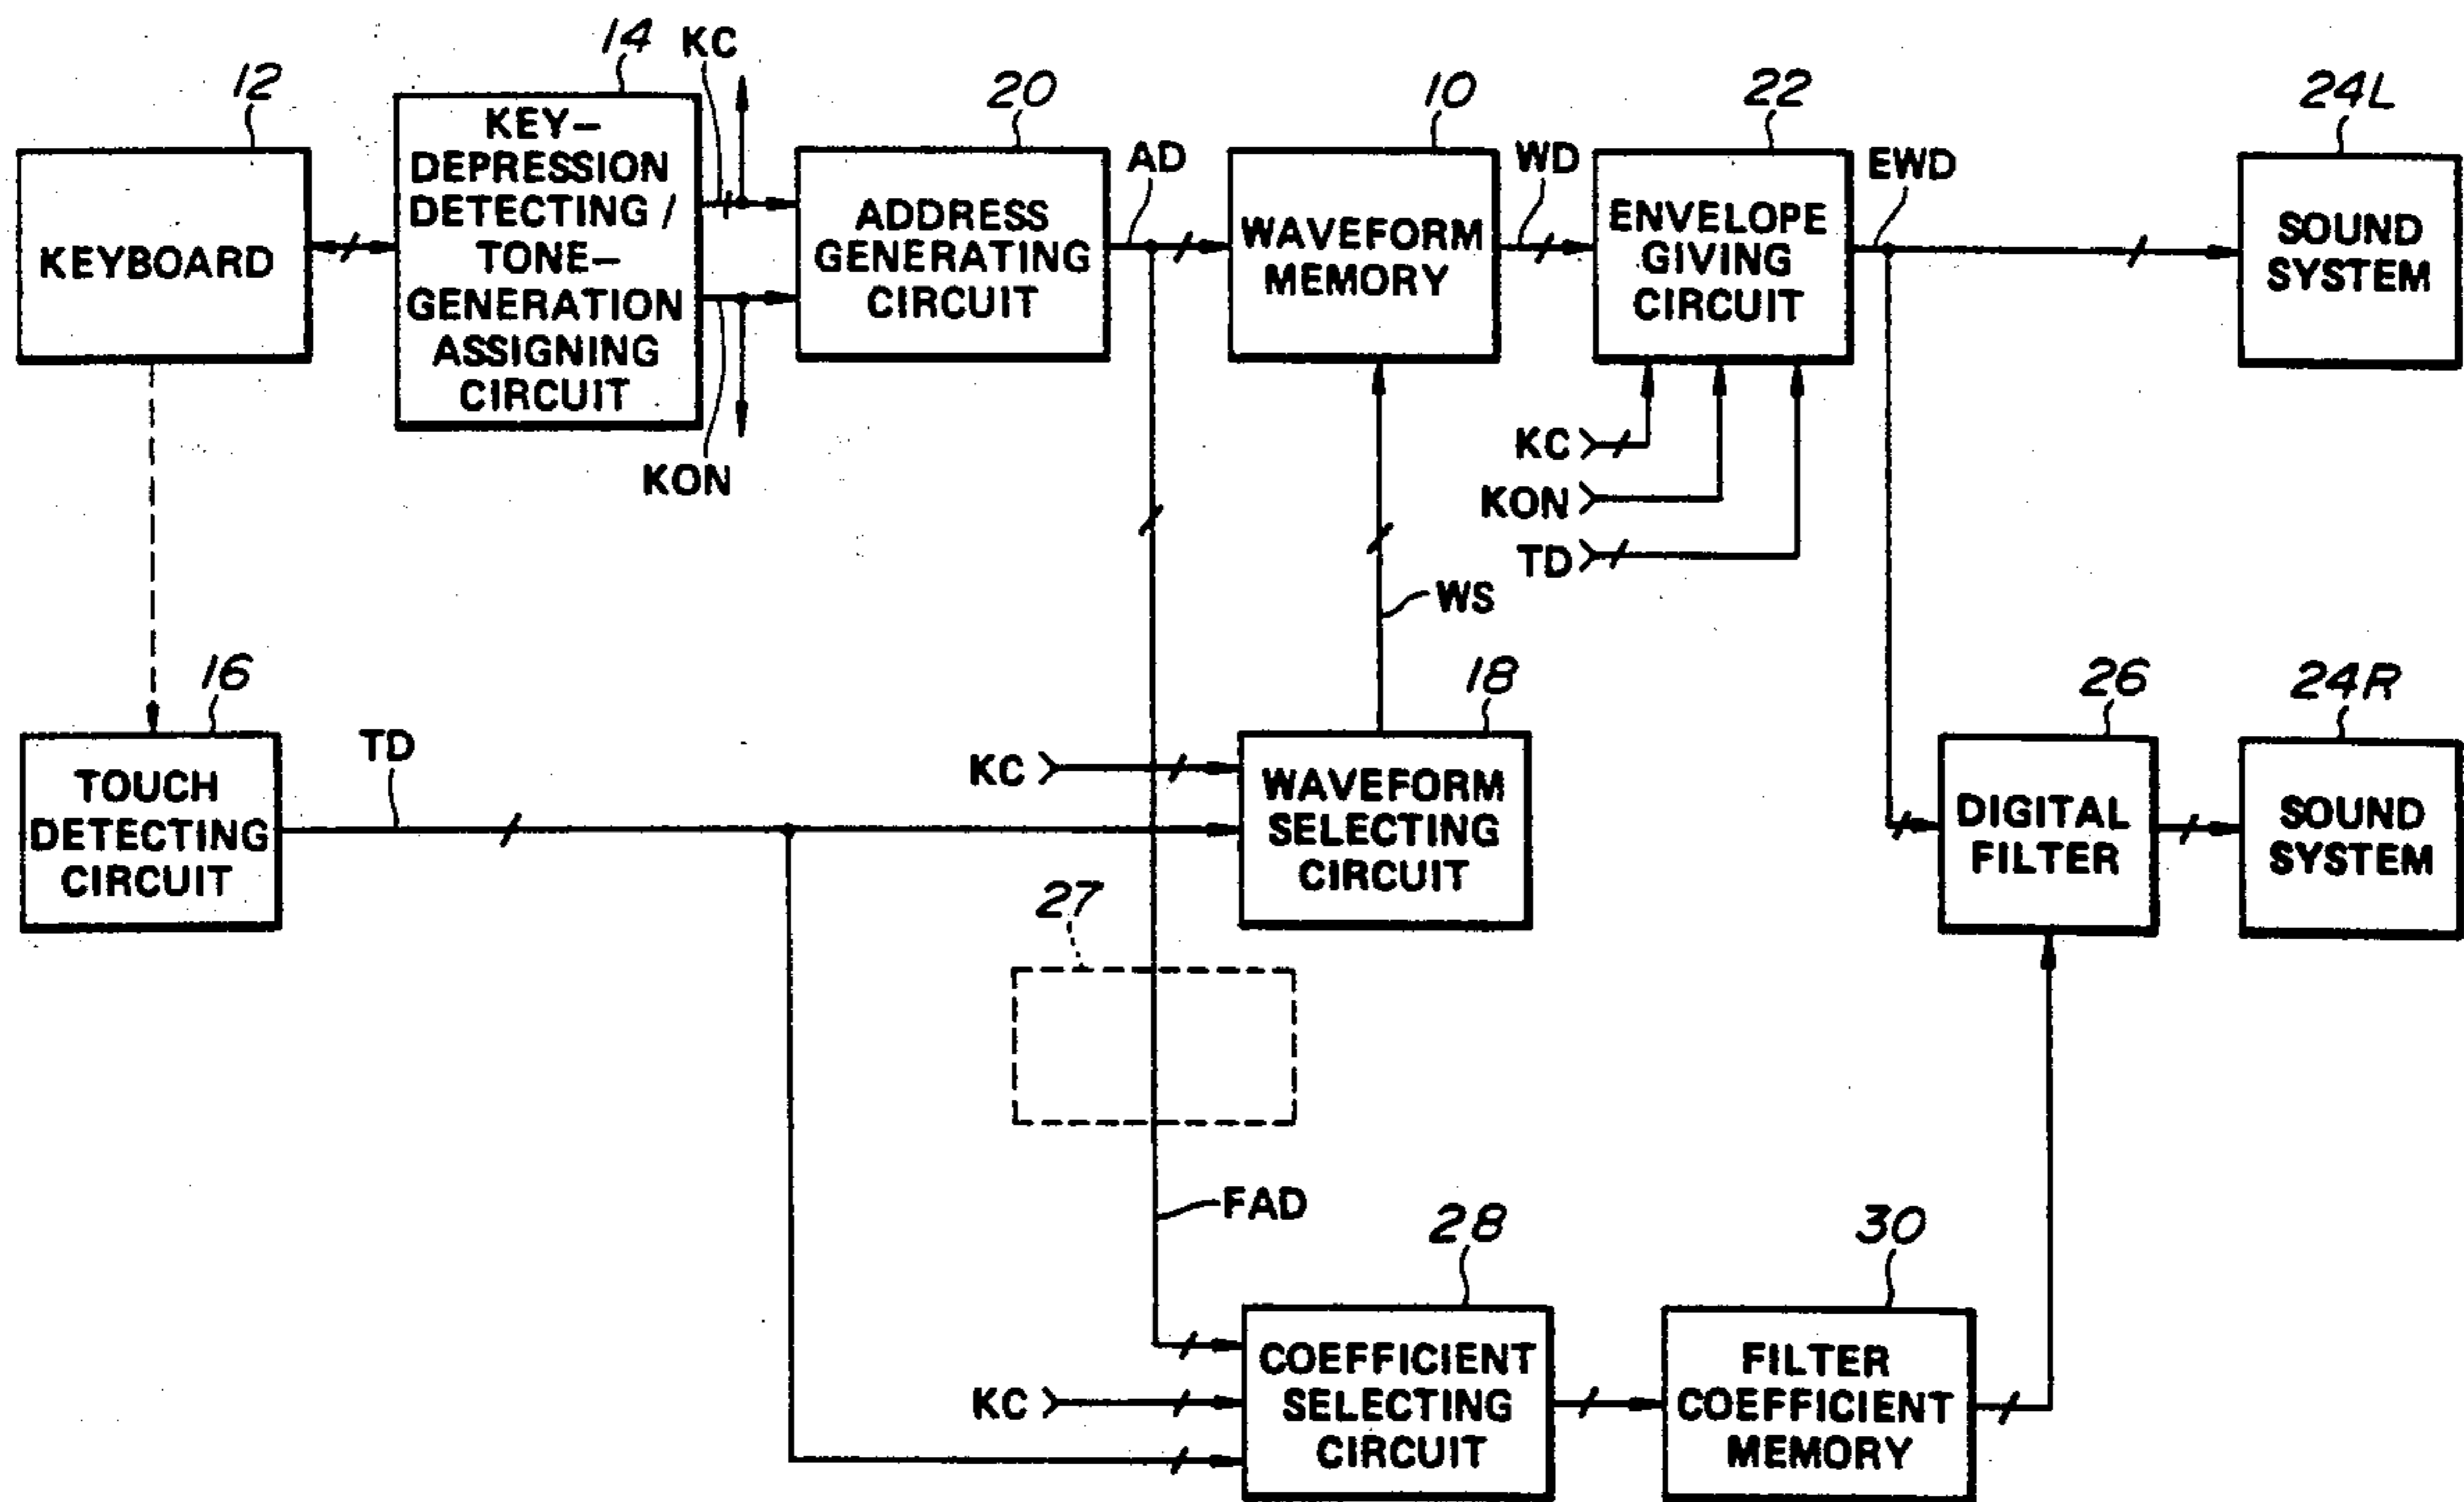 12
KEYBOARD
14
KEY-
DEPRESSION
DETECTING /
TONE-
GENERATION
ASSIGNING
CIRCUIT
KC
KON
20
ADDRESS
GENERATING
CIRCUIT
AD
10
WAVEFORM
MEMORY
WD
22
ENVELOPE
GIVING
CIRCUIT
EWD
24L
SOUND
SYSTEM
KC
KON
TD
WS
16
TOUCH
DETECTING
CIRCUIT
TD
KC
18
WAVEFORM
SELECTING
CIRCUIT
26
DIGITAL
FILTER
24R
SOUND
SYSTEM
27
FAD
KC
28
COEFFICIENT
SELECTING
CIRCUIT
30
FILTER
COEFFICIENT
MEMORY